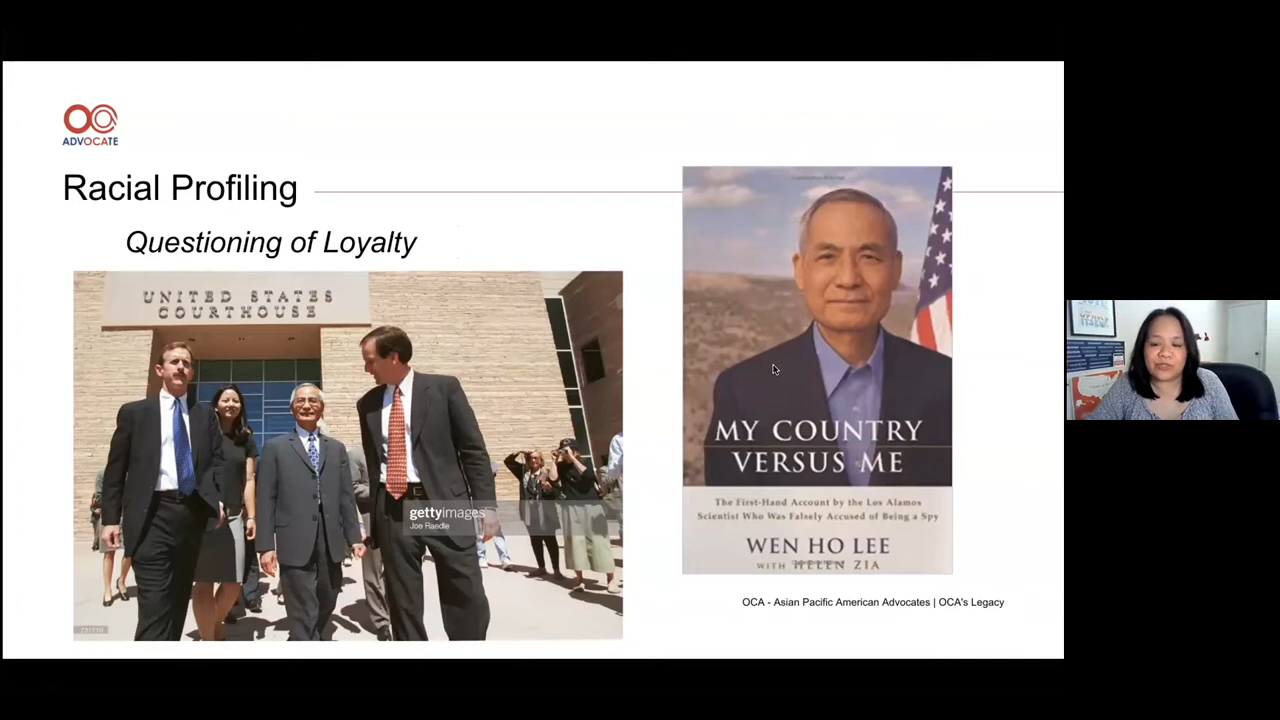 OCA
ADVOCATE
Racial Profiling
Questioning of Loyalty
UNITED STATES
COURTHOUSE
gettyimages
Joe Raedle
MY COUNTRY
VERSUS ME
The First-Hand Account by the Los Alamos
Scientist Who Was Falsely Accused of Being a Spy
WEN HO LEE
WITH HELEN ZIA
OCA - Asian Pacific American Advocates | OCA's Legacy